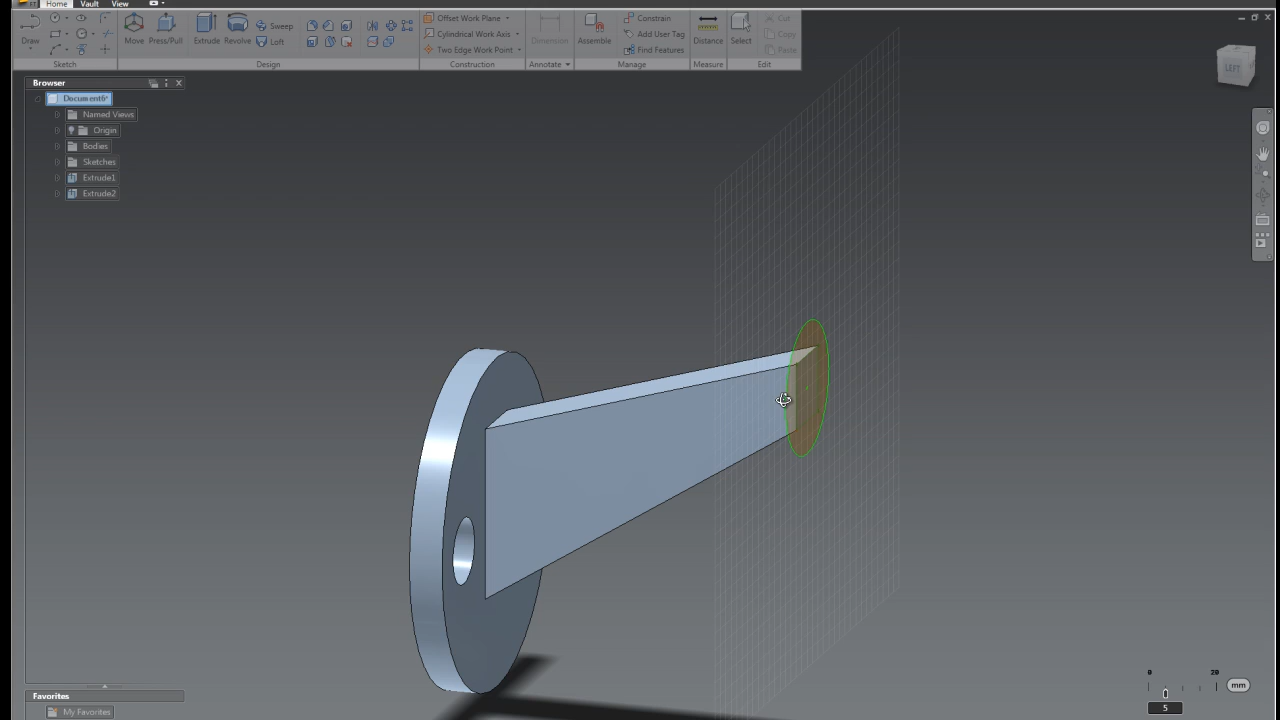 Home Vault View
Draw Move Press/Pull Extrude Revolve Sweep Loft
Offset Work Plane
Cylindrical Work Axis
Two Edge Work Point
Dimension Assemble
Constrain
Add User Tag
Find Features
Distance Select
Cut
Copy
Paste
Sketch Design Construction Annotate Manage Measure Edit
Browser
Document6*
Named Views
Origin
Bodies
Sketches
Extrude1
Extrude2
LEFT
0 20
mm
5
Favorites
My Favorites